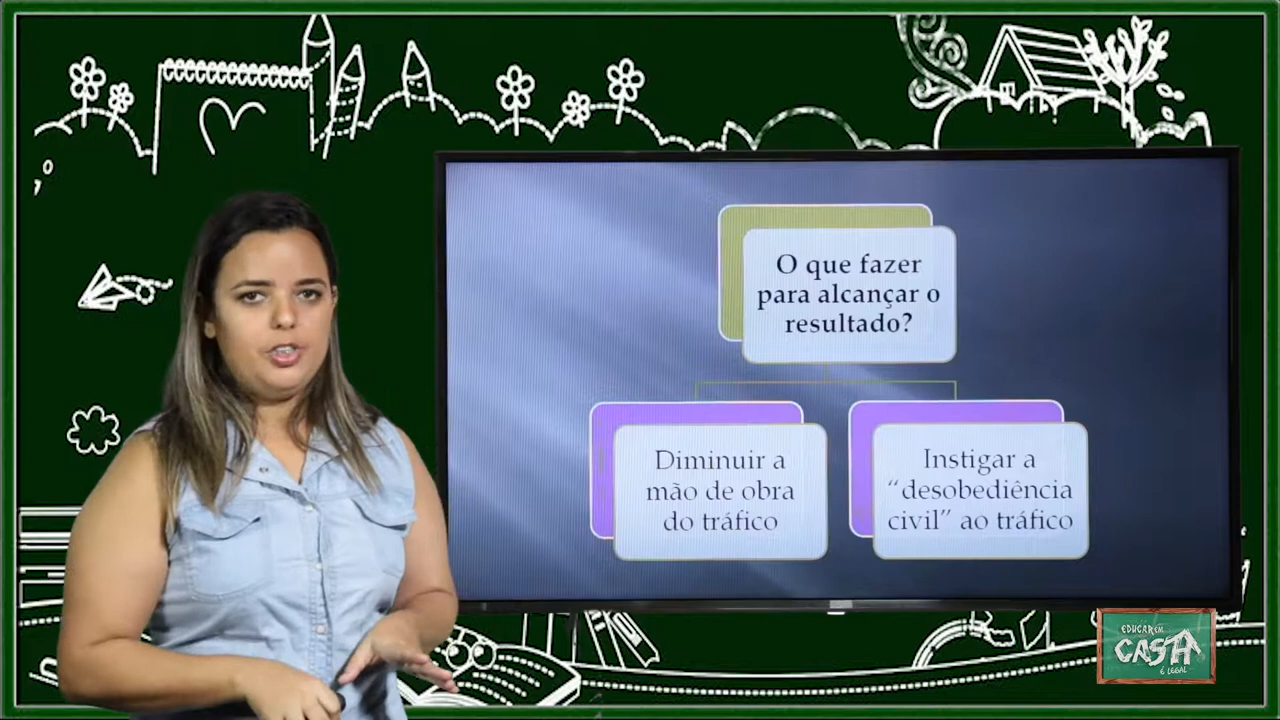 O que fazer
para alcançar o
resultado?
Diminuir a
mão de obra
do tráfico
Instigar a
“desobediência
civil” ao tráfico
EDUCAR EM
CASA
É LEGAL